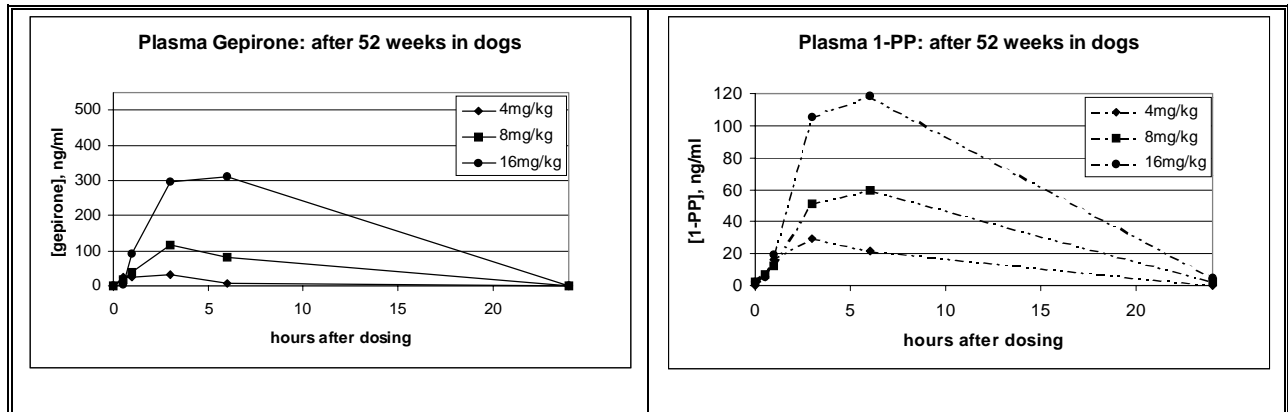 Plasma Gepirone: after 52 weeks in dogs
[gepirone], ng/ml
500
400
300
200
100
0
4mg/kg
8mg/kg
16mg/kg
0 5 10 15 20
hours after dosing
Plasma 1-PP: after 52 weeks in dogs
[1-PP], ng/ml
120
100
80
60
40
20
0
4mg/kg
8mg/kg
16mg/kg
0 5 10 15 20
hours after dosing